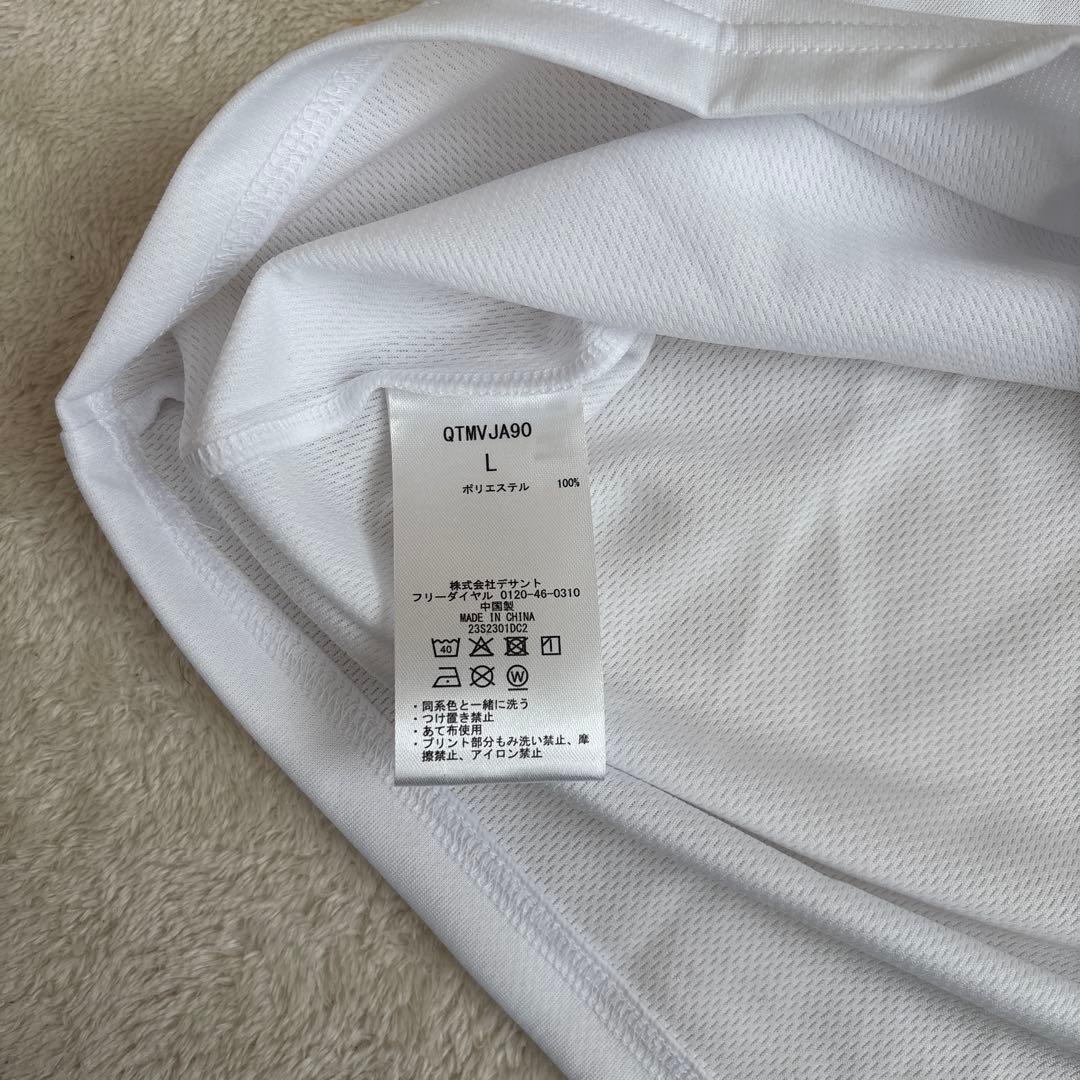 QTMVJA90
L
ポリエステル 100%
株式会社デサント
フリーダイヤル 0120-46-0310
中国製
MADE IN CHINA
23S2301DC2
40
W
・同系色と一緒に洗う
・つけ置き禁止
・あて布使用
・プリント部分もみ洗い禁止、摩
擦禁止、アイロン禁止